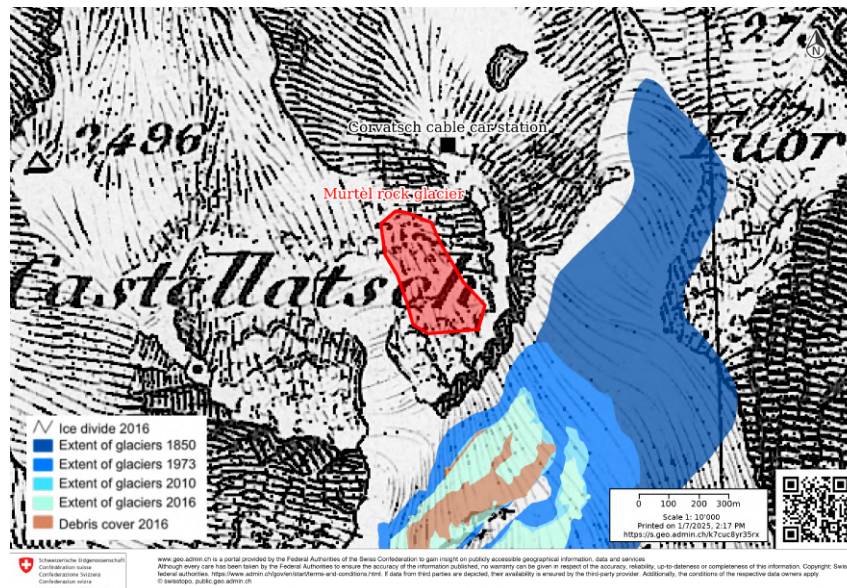 27
N
Corvatsch cable car station
2496
Fuor
Murtèl rock glacier
Castellatsch
Ice divide 2016
Extent of glaciers 1850
Extent of glaciers 1973
Extent of glaciers 2010
Extent of glaciers 2016
Debris cover 2016
0 100 200 300m
Scale 1: 10'000
Printed on 1/7/2025, 2:17 PM
https://s.geo.admin.ch/k7cuc8yr35rx
Schweizerische Eidgenossenschaft
Confédération suisse
Confederazione Svizzera
Confederaziun svizra
www.geo.admin.ch is a portal provided by the Federal Authorities of the Swiss Confederation to gain insight on publicly accessible geographical information, data and services
Although every care has been taken by the Federal Authorities to ensure the accuracy of the information published, no warranty can be given in respect of the accuracy, reliability, up-to-dateness or completeness of this information. Copyright: Swiss
federal authorities. https://www.admin.ch/gov/en/start/terms-and-conditions.html. If data from third parties are depicted, their availability is ensured by the third-party provider. Additionally, the conditions of the respective data owners apply
© swisstopo, public.geo.admin.ch